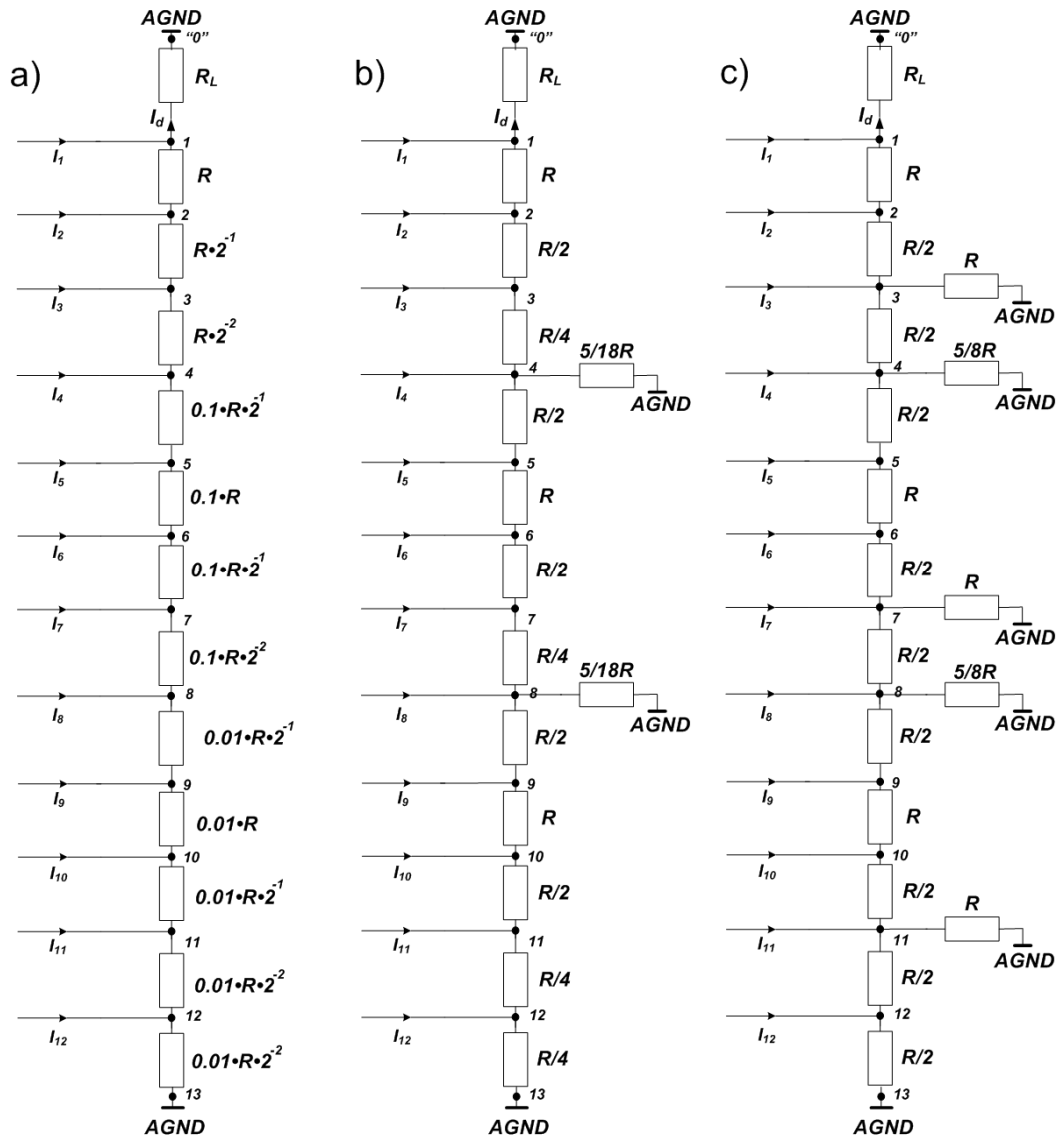 a)
AGND
"0"
R_L
I_d
1
I_1
R
2
I_2
R•2^-1
3
I_3
R•2^-2
4
I_4
0.1•R•2^-1
5
I_5
0.1•R
6
I_6
0.1•R•2^-1
7
I_7
0.1•R•2^-2
8
I_8
0.01•R•2^-1
9
I_9
0.01•R
10
I_10
0.01•R•2^-1
11
I_11
0.01•R•2^-2
12
I_12
0.01•R•2^-2
13
AGND
b)
AGND
"0"
R_L
I_d
1
I_1
R
2
I_2
R/2
3
I_3
R/4
5/18R
4
I_4
AGND
R/2
5
I_5
R
6
I_6
R/2
7
I_7
R/4
5/18R
8
I_8
AGND
R/2
9
I_9
R
10
I_10
R/2
11
I_11
R/4
12
I_12
R/4
13
AGND
c)
AGND
"0"
R_L
I_d
1
I_1
R
2
I_2
R/2
R
3
I_3
AGND
R/2
5/8R
4
I_4
AGND
R/2
5
I_5
R
6
I_6
R/2
R
7
I_7
AGND
R/2
5/8R
8
I_8
AGND
R/2
9
I_9
R
10
I_10
R/2
R
11
I_11
AGND
R/2
12
I_12
R/2
13
AGND